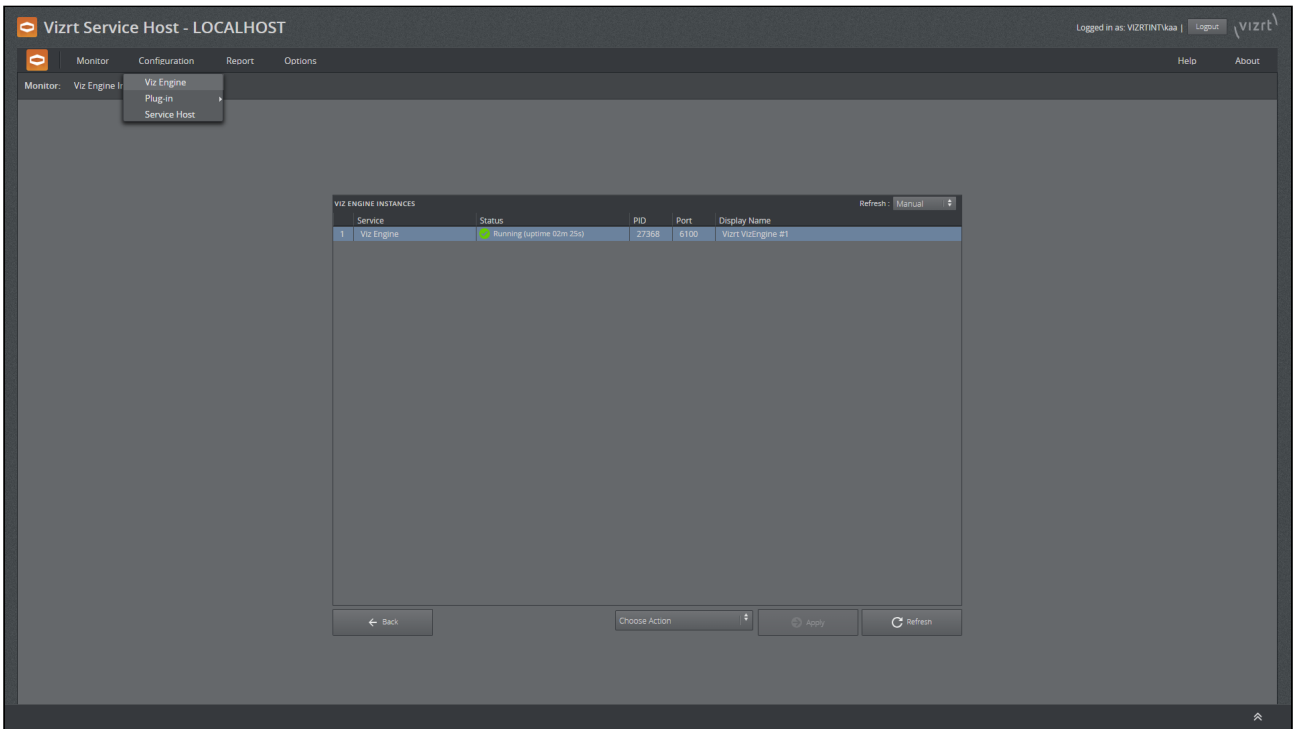 Vizrt Service Host - LOCALHOST
Logged in as: VIZRTINT\kaa | Logout vizrt
Monitor Configuration Report Options Help About
Monitor: Viz Engine In
Viz Engine
Plug-in
Service Host
VIZ ENGINE INSTANCES Refresh : Manual
Service Status PID Port Display Name
1 Viz Engine Running (uptime 02m 25s) 27368 6100 Vizrt VizEngine #1
Back Choose Action Apply Refresh